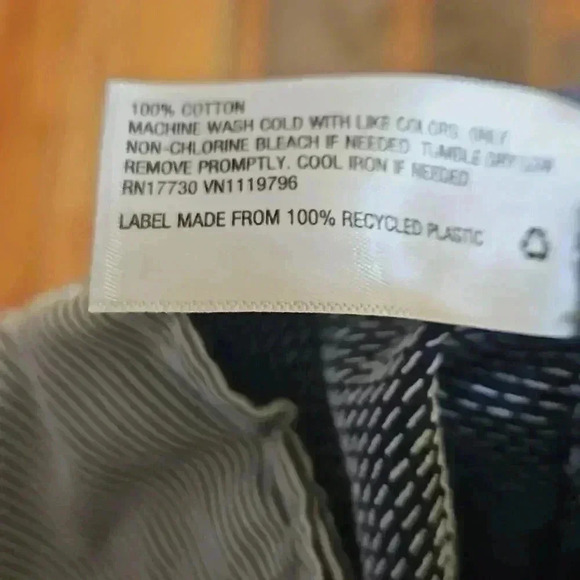 100% COTTON
MACHINE WASH COLD WITH LIKE COLORS ONLY
NON-CHLORINE BLEACH IF NEEDED TUMBLE DRY LOW
REMOVE PROMPTLY. COOL IRON IF NEEDED
RN17730 VN1119796
LABEL MADE FROM 100% RECYCLED PLASTIC